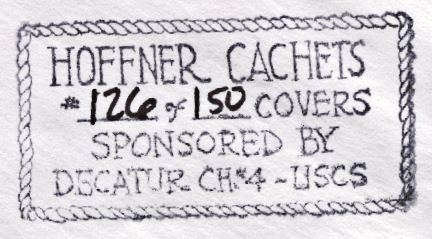 HOFFNER CACHETS
# 126 of 150 COVERS
SPONSORED BY
DECATUR CH.#4 - USCS